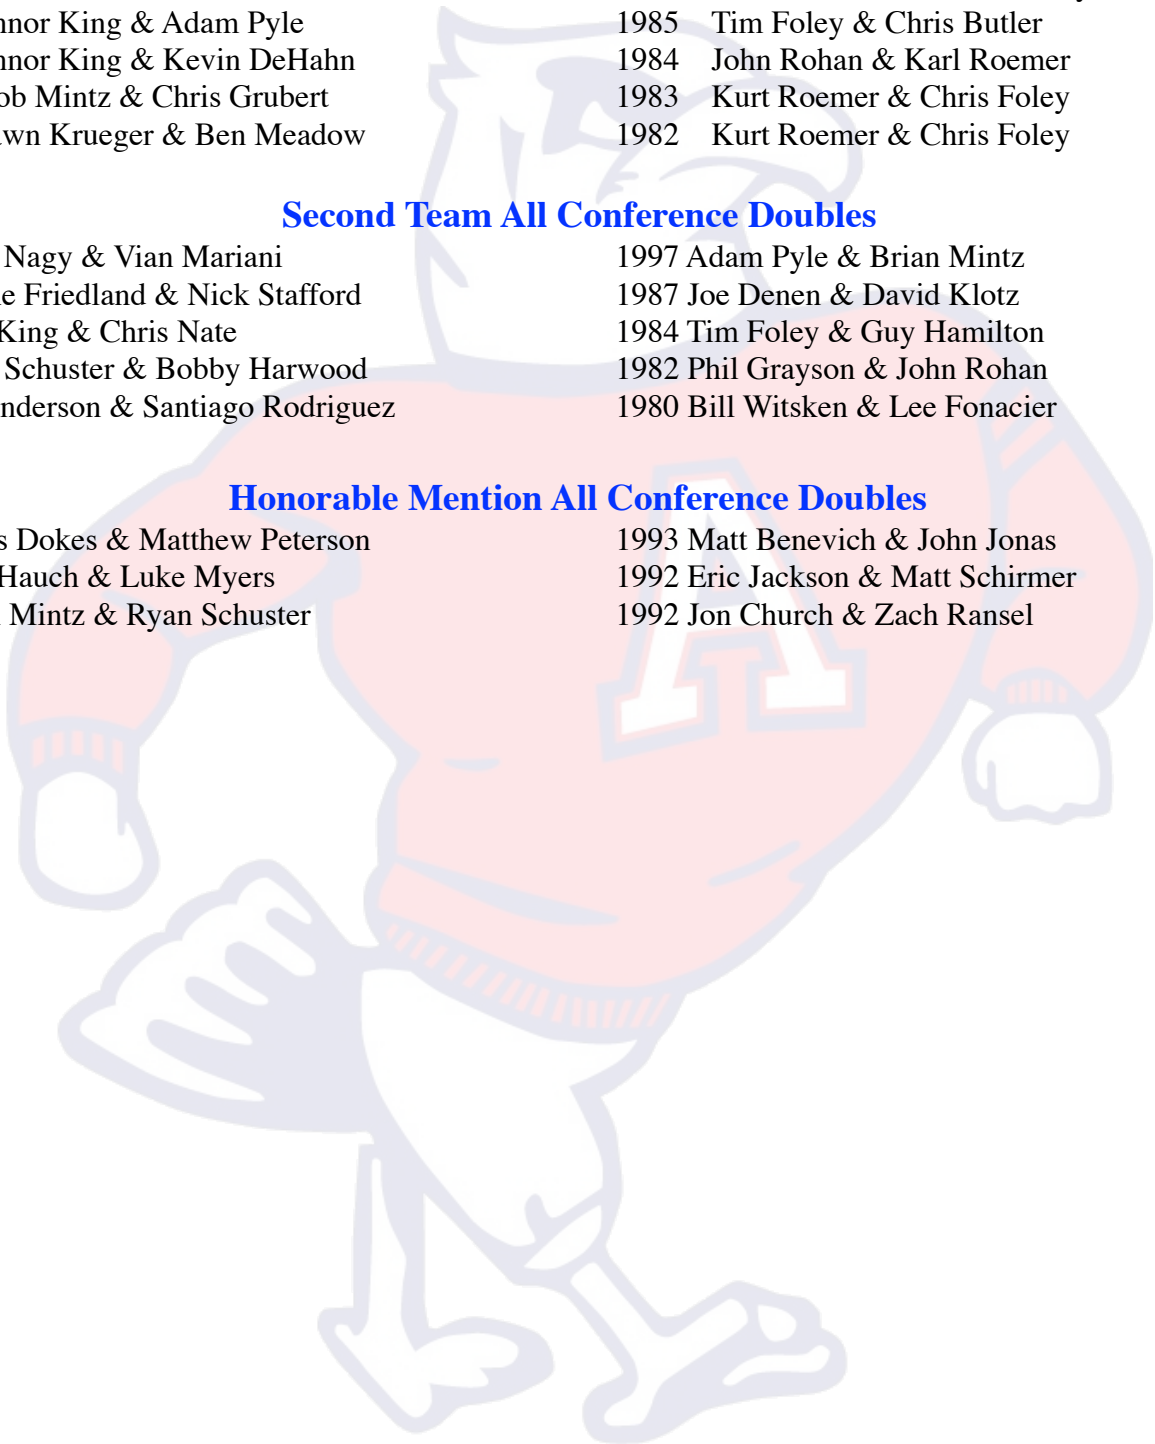 King & Adam Pyle
1985 Tim Foley & Chris Butler
King & Kevin DeHahn
1984 John Rohan & Karl Roemer
Mintz & Chris Grubert
1983 Kurt Roemer & Chris Foley
Krueger & Ben Meadow
1982 Kurt Roemer & Chris Foley
Second Team All Conference Doubles
Nagy & Vian Mariani
1997 Adam Pyle & Brian Mintz
Friedland & Nick Stafford
1987 Joe Denen & David Klotz
King & Chris Nate
1984 Tim Foley & Guy Hamilton
Schuster & Bobby Harwood
1982 Phil Grayson & John Rohan
& Santiago Rodriguez
1980 Bill Witsken & Lee Fonacier
Honorable Mention All Conference Doubles
Dokes & Matthew Peterson
1993 Matt Benevich & John Jonas
Hauch & Luke Myers
1992 Eric Jackson & Matt Schirmer
Mintz & Ryan Schuster
1992 Jon Church & Zach Ransel
A